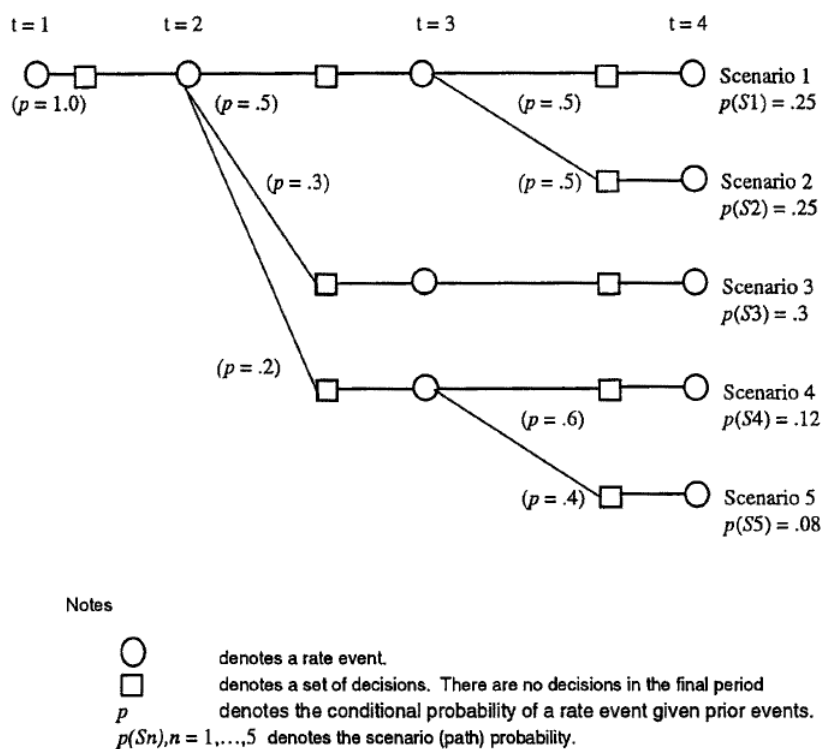 t = 1 t = 2 t = 3 t = 4
Scenario 1
(p = 1.0) (p = .5) (p = .5) p(S1) = .25
(p = .3) (p = .5) Scenario 2
p(S2) = .25
Scenario 3
p(S3) = .3
(p = .2)
Scenario 4
(p = .6) p(S4) = .12
(p = .4) Scenario 5
p(S5) = .08
Notes
denotes a rate event.
denotes a set of decisions. There are no decisions in the final period
p denotes the conditional probability of a rate event given prior events.
p(Sn),n = 1,...,5 denotes the scenario (path) probability.